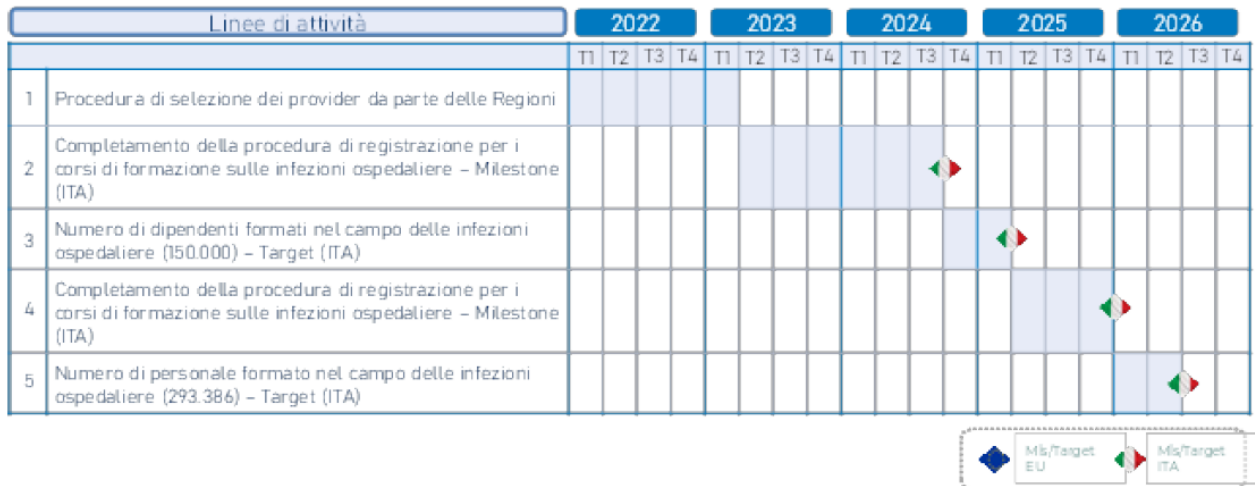 Linee di attività 2022 2023 2024 2025 2026
T1 T2 T3 T4 T1 T2 T3 T4 T1 T2 T3 T4 T1 T2 T3 T4 T1 T2 T3 T4
1 Procedura di selezione dei provider da parte delle Regioni
2 Completamento della procedura di registrazione per i
corsi di formazione sulle infezioni ospedaliere – Milestone
(ITA)
3 Numero di dipendenti formati nel campo delle infezioni
ospedaliere (150.000) – Target (ITA)
4 Completamento della procedura di registrazione per i
corsi di formazione sulle infezioni ospedaliere – Milestone
(ITA)
5 Numero di personale formato nel campo delle infezioni
ospedaliere (293.386) – Target (ITA)
Mls/Target
EU
Mls/Target
ITA